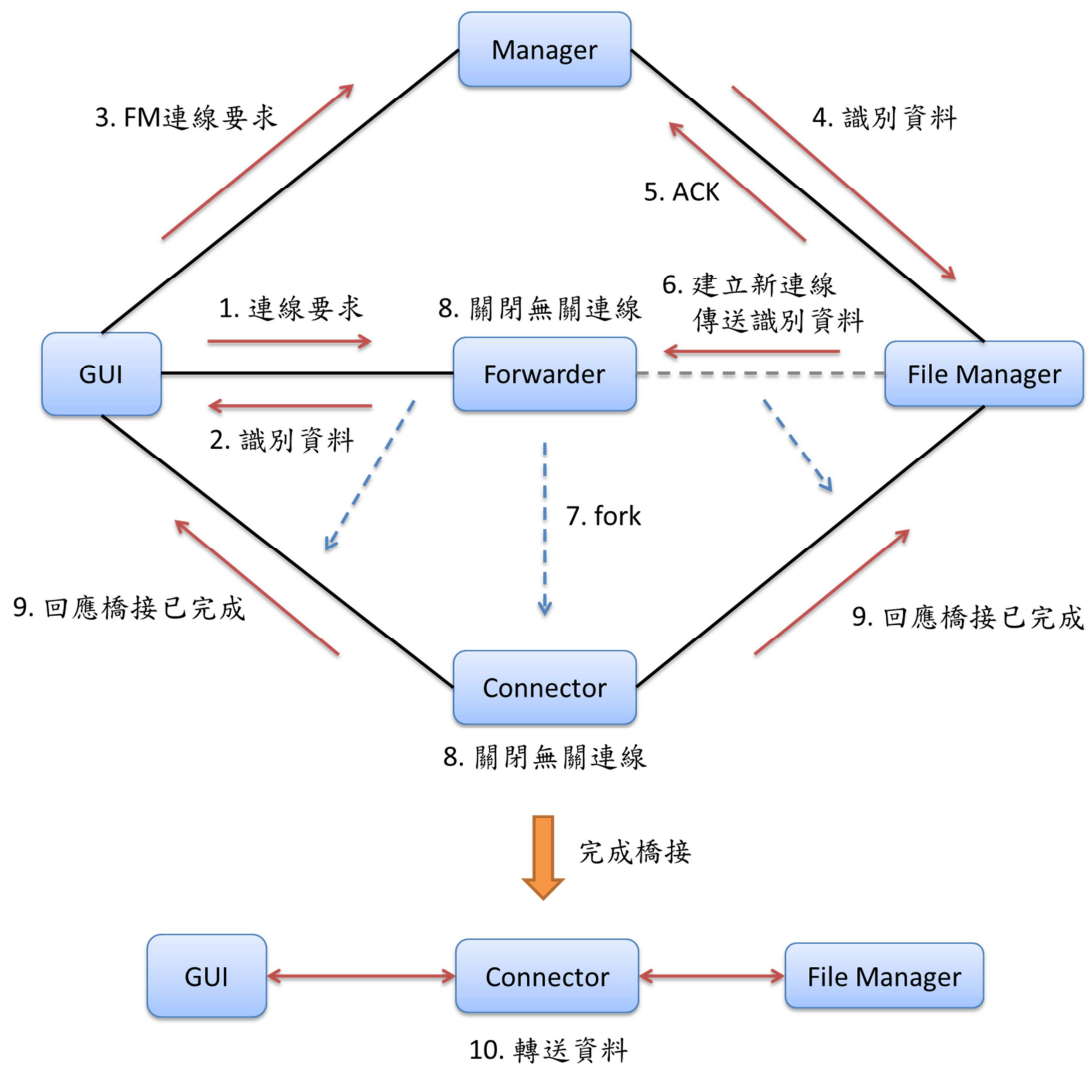 Manager
3. FM連線要求
4. 識別資料
5. ACK
1. 連線要求
8. 關閉無關連線
6. 建立新連線
傳送識別資料
GUI
Forwarder
File Manager
2. 識別資料
7. fork
9. 回應橋接已完成
9. 回應橋接已完成
Connector
8. 關閉無關連線
完成橋接
GUI
Connector
File Manager
10. 轉送資料